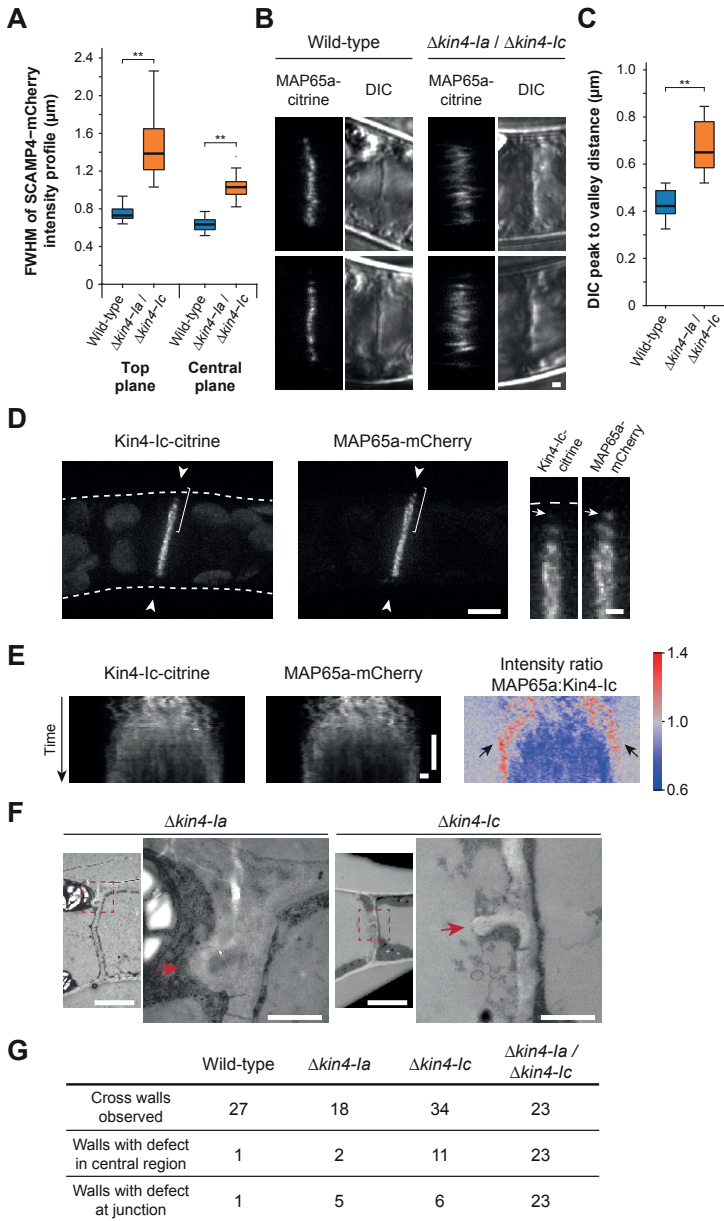 A
FWHM of SCAMP4−mCherry
intensity profile (μm)
2.4
2.0
1.6
1.2
0.8
0
**
**
Wild-type
Δkin4−Ia /
Δkin4−Ic
Wild-type
Δkin4−Ia /
Δkin4−Ic
Top
plane
Central
plane
B
Wild-type
Δkin4-Ia / Δkin4-Ic
MAP65a-
citrine
DIC
MAP65a-
citrine
DIC
C
DIC peak to valley distance (μm)
1.0
0.8
0.6
0.4
0.2
0
**
Wild-type
Δkin4−Ia /
Δkin4−Ic
D
Kin4-Ic-citrine
MAP65a-mCherry
Kin4-Ic-
citrine
MAP65a-
mCherry
E
Kin4-Ic-citrine
MAP65a-mCherry
Intensity ratio
MAP65a:Kin4-Ic
Time
1.4
1.0
0.6
F
Δkin4-Ia
Δkin4-Ic
G
Wild-type Δkin4-Ia Δkin4-Ic Δkin4-Ia /
Δkin4-Ic
Cross walls
observed
27 18 34 23
Walls with defect
in central region
1 2 11 23
Walls with defect
at junction
1 5 6 23